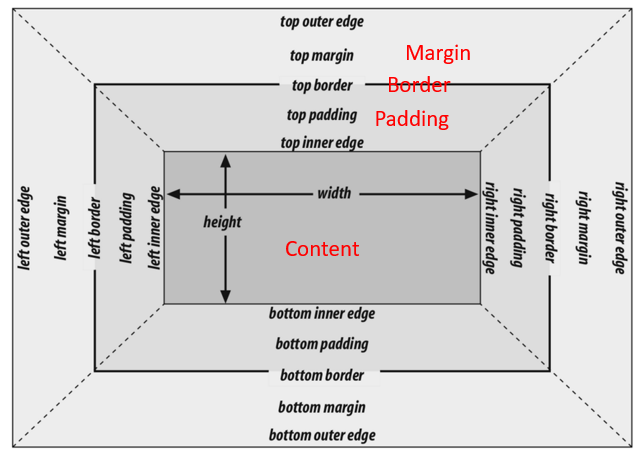 top outer edge
top margin
Margin
top border
Border
top padding
Padding
top inner edge
left outer edge
left margin
left border
left padding
left inner edge
width
height
Content
right inner edge
right padding
right border
right margin
right outer edge
bottom inner edge
bottom padding
bottom border
bottom margin
bottom outer edge